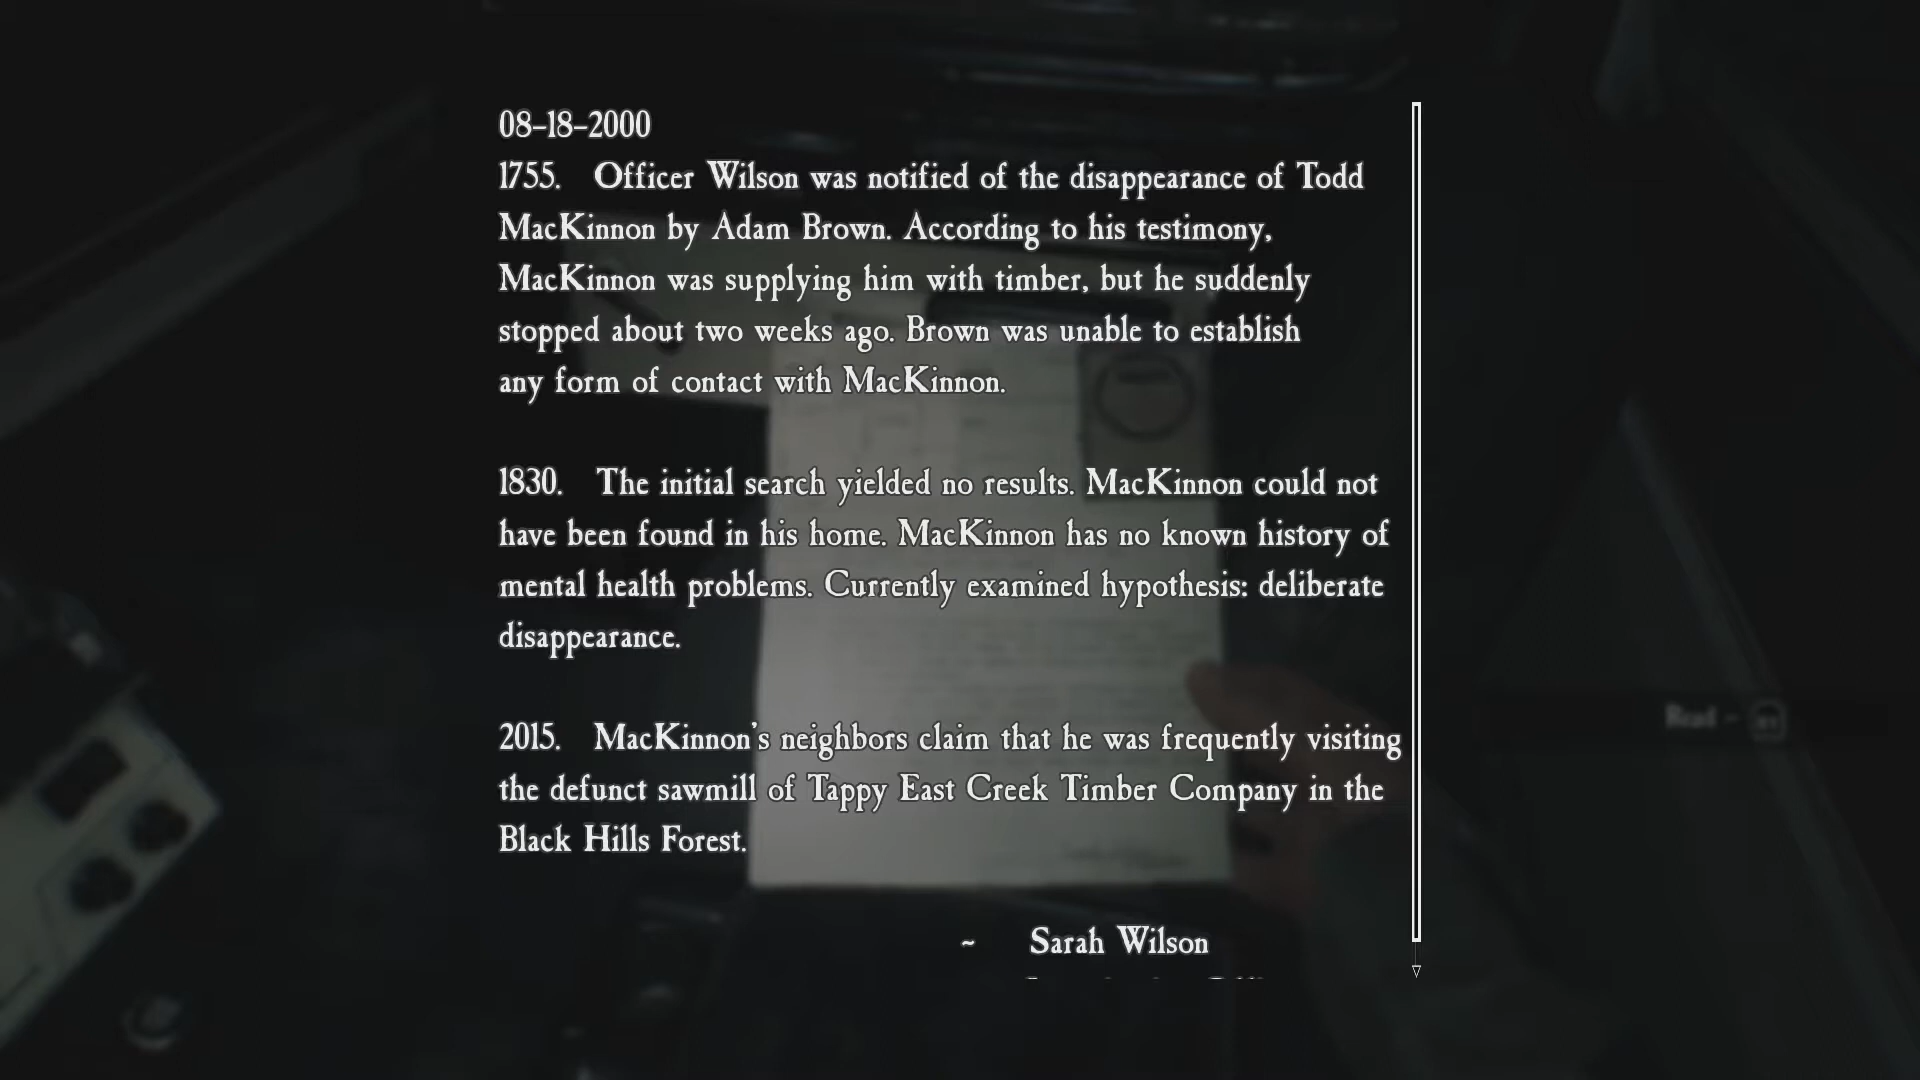 08-18-2000
1755. Officer Wilson was notified of the disappearance of Todd
MacKinnon by Adam Brown. According to his testimony,
MacKinnon was supplying him with timber, but he suddenly
stopped about two weeks ago. Brown was unable to establish
any form of contact with MacKinnon.
1830. The initial search yielded no results. MacKinnon could not
have been found in his home. MacKinnon has no known history of
mental health problems. Currently examined hypothesis: deliberate
disappearance.
2015. MacKinnon's neighbors claim that he was frequently visiting
the defunct sawmill of Tappy East Creek Timber Company in the
Black Hills Forest.
~ Sarah Wilson
Read -